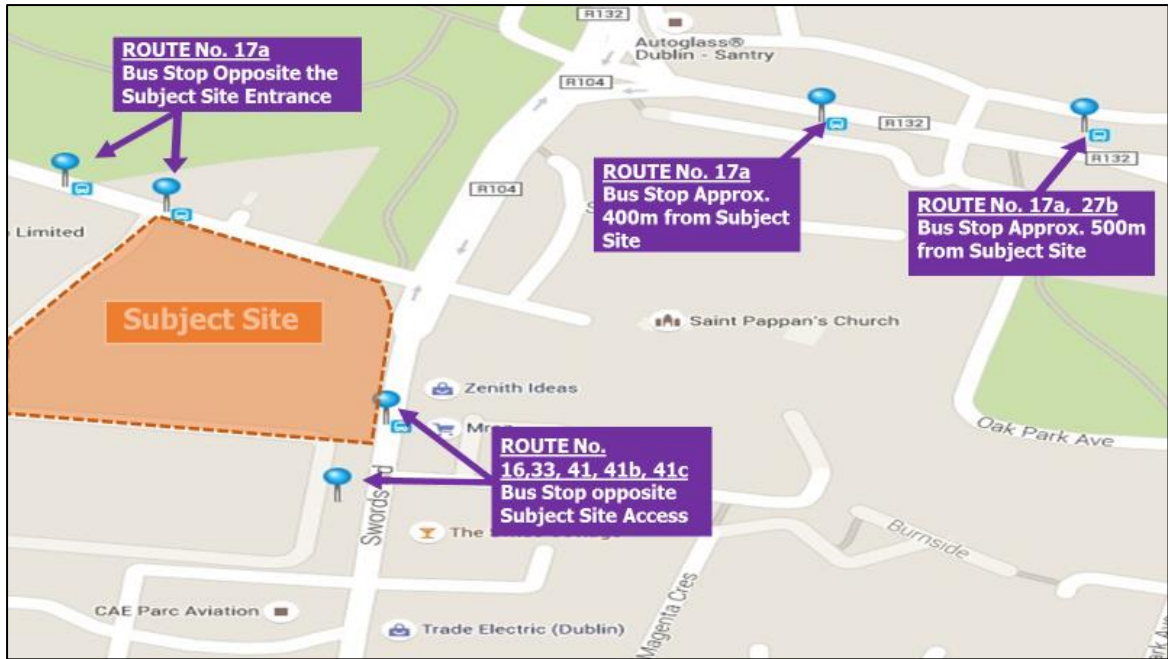 R132
ROUTE No. 17a
Bus Stop Opposite the
Subject Site Entrance
Autoglass®
Dublin - Santry
R104
R132
R132
ROUTE No. 17a
Bus Stop Approx.
400m from Subject
Site
ROUTE No. 17a, 27b
Bus Stop Approx. 500m
from Subject Site
R104
Limited
Subject Site
Saint Pappan's Church
Zenith Ideas
Oak Park Ave
ROUTE No.
16,33, 41, 41b, 41c
Bus Stop opposite
Subject Site Access
Swords
The
Burnside
CAE Parc Aviation
Trade Electric (Dublin)
Magenta Cres